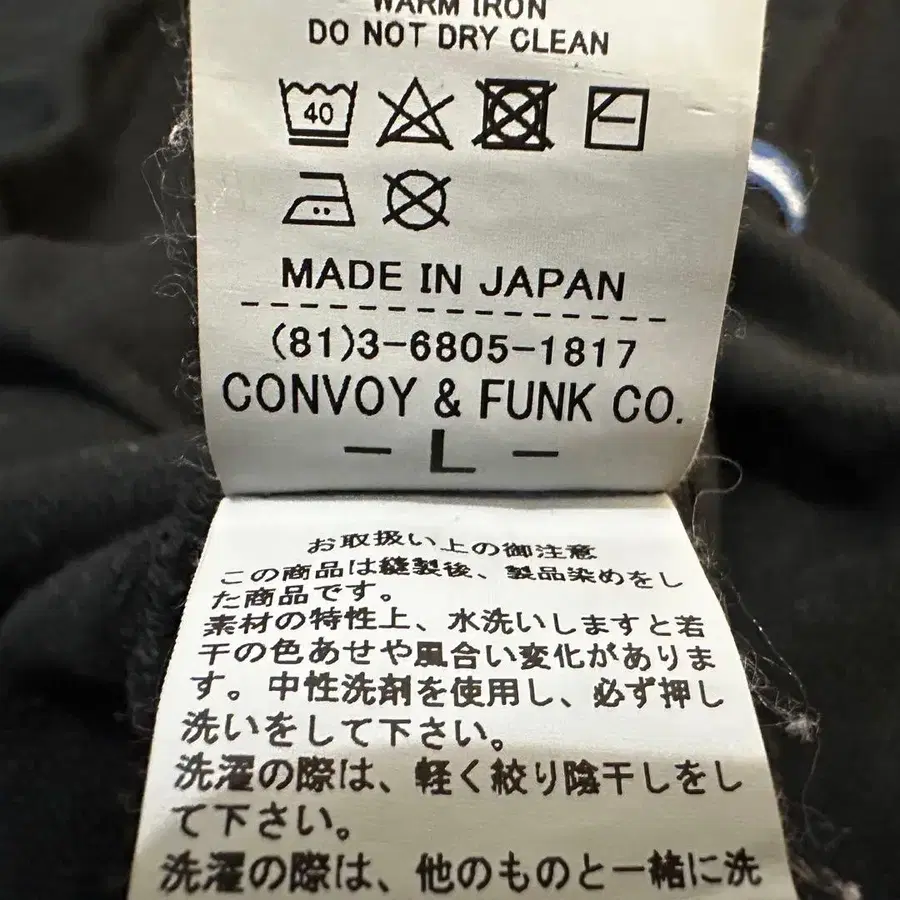 WARM IRON
DO NOT DRY CLEAN
40
MADE IN JAPAN
(81)3-6805-1817
CONVOY & FUNK CO.
- L -
お取扱い上の御注意
この商品は縫製後、製品染めをし
た商品です。
素材の特性上、水洗いしますと若
干の色あせや風合い変化がありま
す。中性洗剤を使用し、必ず押し
洗いをして下さい。
洗濯の際は、軽く絞り陰干しをし
て下さい。
洗濯の際は、他のものと一緒に洗